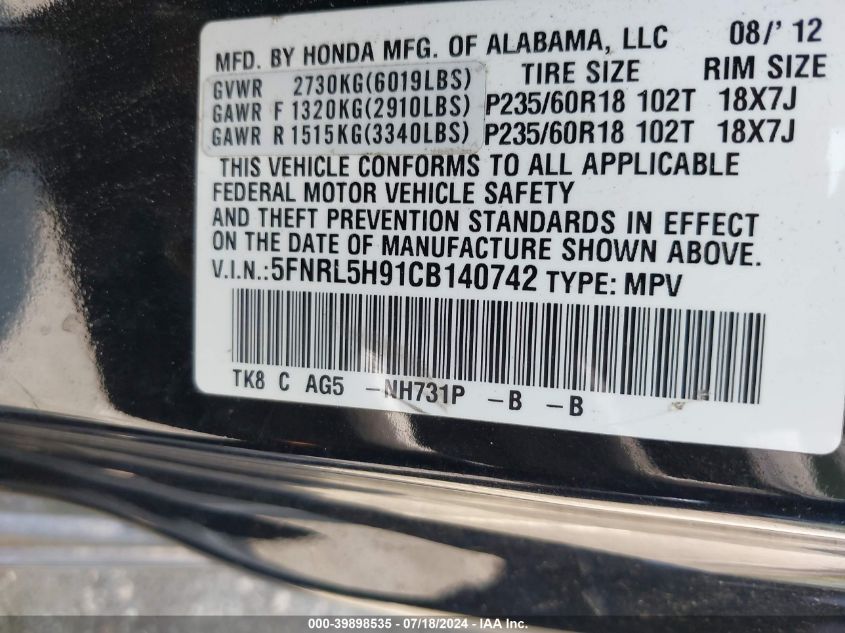 MFD. BY HONDA MFG. OF ALABAMA, LLC 08/' 12
GVWR 2730KG(6019LBS) TIRE SIZE RIM SIZE
GAWR F 1320KG(2910LBS) P235/60R18 102T 18X7J
GAWR R 1515KG(3340LBS) P235/60R18 102T 18X7J
THIS VEHICLE CONFORMS TO ALL APPLICABLE
FEDERAL MOTOR VEHICLE SAFETY
AND THEFT PREVENTION STANDARDS IN EFFECT
ON THE DATE OF MANUFACTURE SHOWN ABOVE.
V.I.N.:5FNRL5H91CB140742 TYPE: MPV
TK8 C AG5 -NH731P -B -B
000-39898535 - 07/18/2024 - IAA Inc.